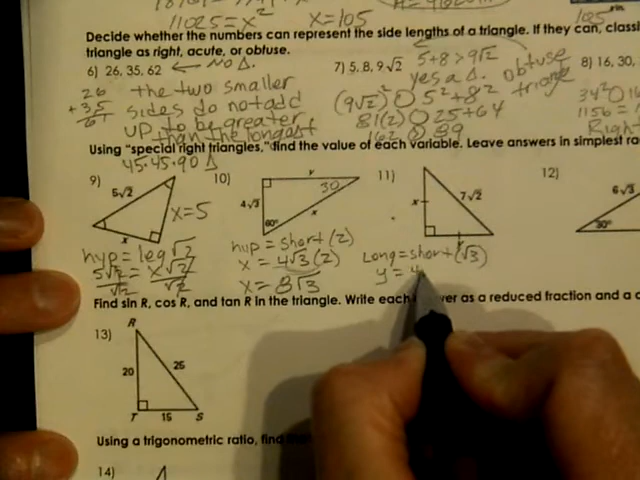 11025 = x² x = 105
Decide whether the numbers can represent the side lengths of a triangle. If they can, classi
triangle as right, acute, or obtuse.
6) 26, 35, 62 ← NO Δ.
26 the two smaller
+35 sides do not add
61 up to be greater
than the longest
7) 5, 8, 9√2 5+8 > 9√2
yes a Δ. obtuse
triangle
(9√2)² ○ 5² + 8²
81(2) ○ 25 + 64
162 89
8) 16, 30,
34² ○ 16
1156 =
Right
Using "special right triangles," find the value of each variable. Leave answers in simplest ra
45-45-90 Δ
9) 5√2 x x = 5
hyp = leg√2
5√2 = x√2
√2 √2
10) y 30 4√3 x 60°
hyp = short (2)
x = 4√3 (2)
x = 8√3
11) x 7√2 y
Long = short (√3)
y = 4
12) 6√3 30°
Find sin R, cos R, and tan R in the triangle. Write each wer as a reduced fraction and a d
13) R
20 25
T 15 S
Using a trigonometric ratio, find
14)